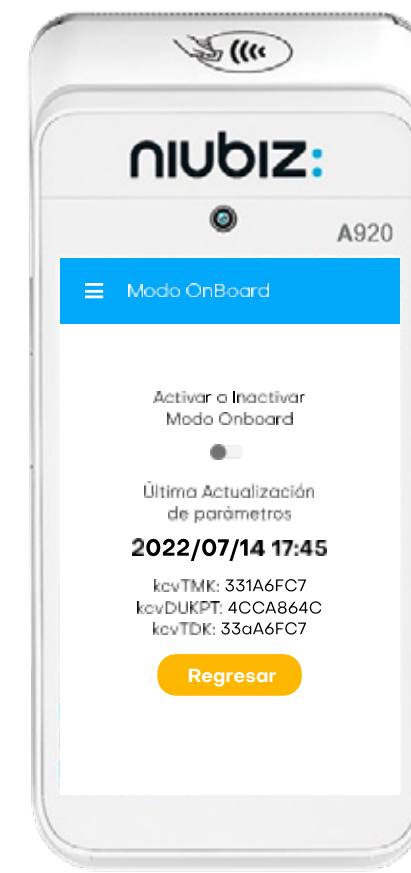 niubiz:
A920
Modo OnBoard
Activar o Inactivar
Modo Onboard
Última Actualización
de parámetros
2022/07/14 17:45
kcvTMK: 331A6FC7
kcvDUKPT: 4CCA864C
kcvTDK: 33aA6FC7
Regresar